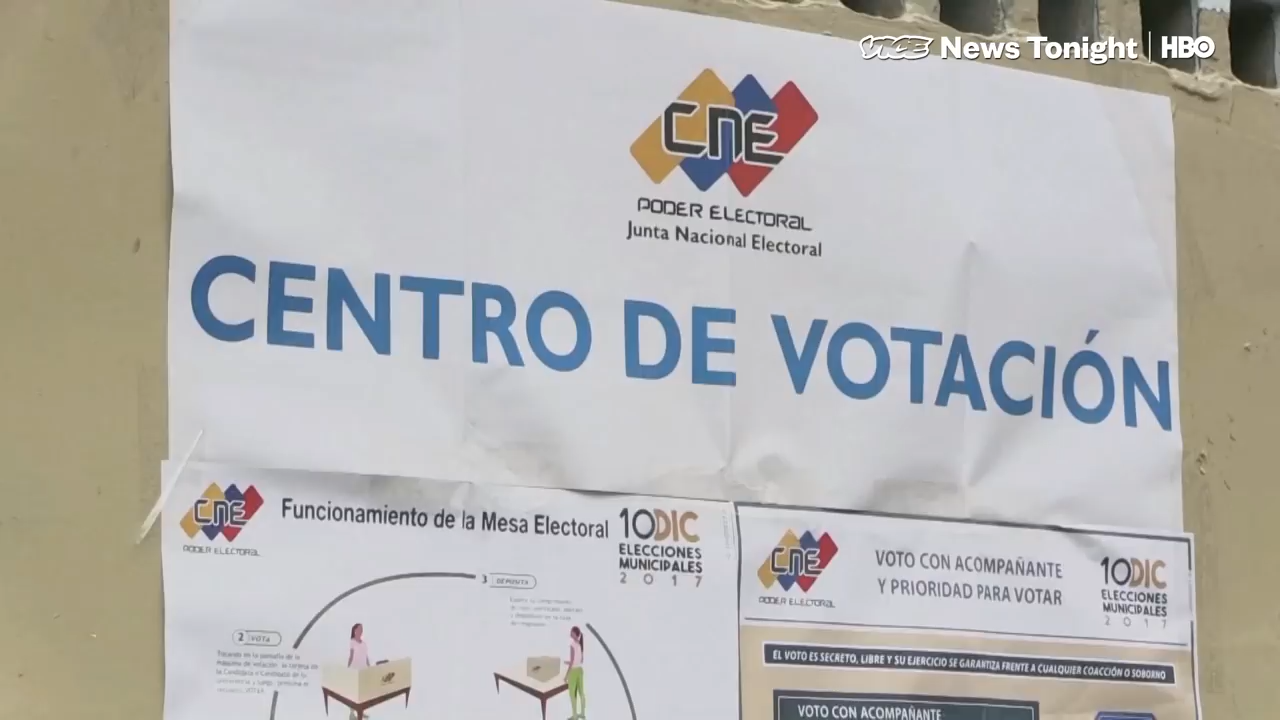 VICE News Tonight | HBO
CNE
PODER ELECTORAL
Junta Nacional Electoral
CENTRO DE VOTACIÓN
CNE
PODER ELECTORAL
Funcionamiento de la Mesa Electoral
10DIC
ELECCIONES
MUNICIPALES
2017
3 DEPOSITA
2 VOTA
CNE
PODER ELECTORAL
VOTO CON ACOMPAÑANTE
Y PRIORIDAD PARA VOTAR
10DIC
ELECCIONES
MUNICIPALES
2017
EL VOTO ES SECRETO, LIBRE Y SU EJERCICIO SE GARANTIZA FRENTE A CUALQUIER COACCIÓN O SOBORNO
VOTO CON ACOMPAÑANTE